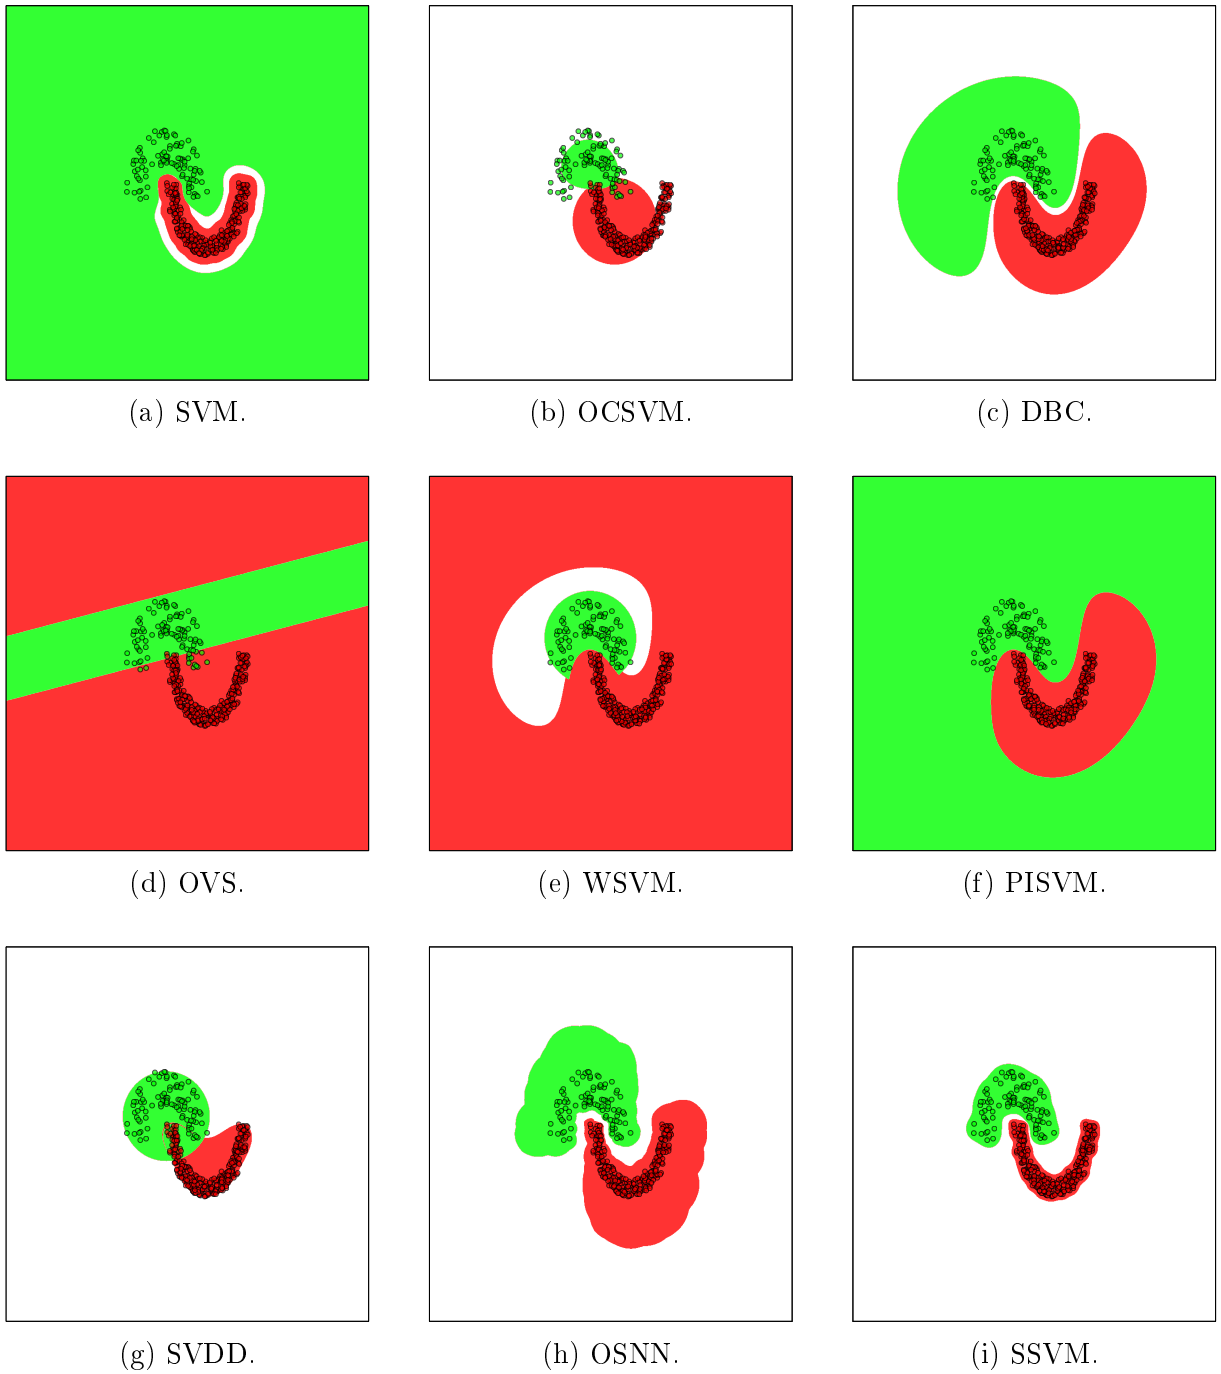 (a) SVM.
(b) OCSVM.
(c) DBC.
(d) OVS.
(e) WSVM.
(f) PISVM.
(g) SVDD.
(h) OSNN.
(i) SSVM.